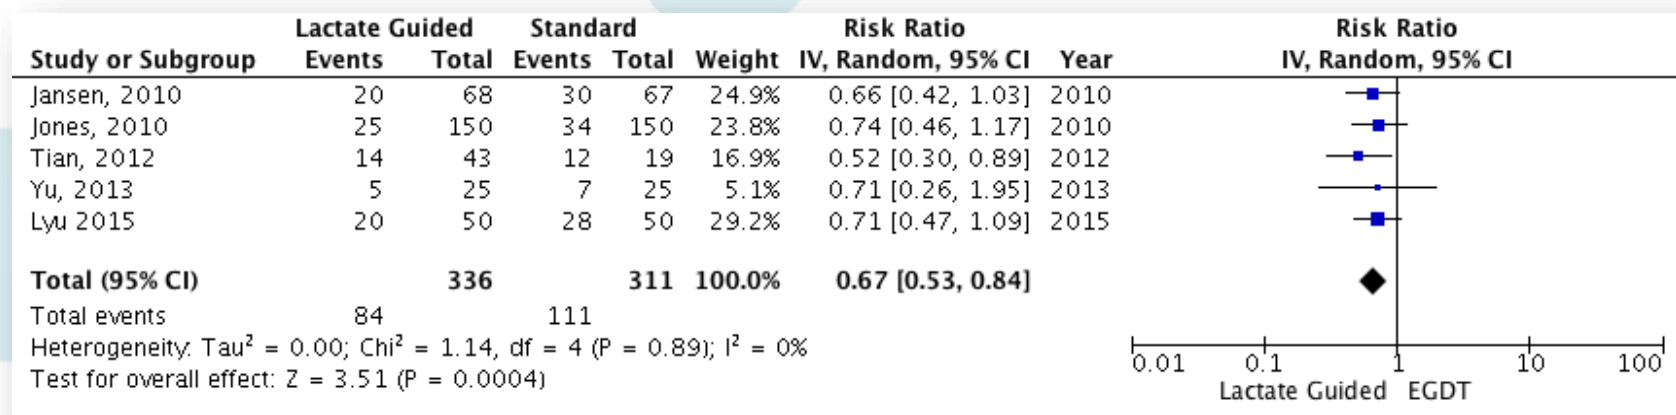 Lactate Guided Standard Risk Ratio Risk Ratio
Study or Subgroup Events Total Events Total Weight IV, Random, 95% CI Year IV, Random, 95% CI
Jansen, 2010 20 68 30 67 24.9% 0.66 [0.42, 1.03] 2010
Jones, 2010 25 150 34 150 23.8% 0.74 [0.46, 1.17] 2010
Tian, 2012 14 43 12 19 16.9% 0.52 [0.30, 0.89] 2012
Yu, 2013 5 25 7 25 5.1% 0.71 [0.26, 1.95] 2013
Lyu 2015 20 50 28 50 29.2% 0.71 [0.47, 1.09] 2015
Total (95% CI) 336 311 100.0% 0.67 [0.53, 0.84]
Total events 84 111
Heterogeneity: Tau² = 0.00; Chi² = 1.14, df = 4 (P = 0.89); I² = 0%
Test for overall effect: Z = 3.51 (P = 0.0004)
0.01 0.1 1 10 100
Lactate Guided EGDT